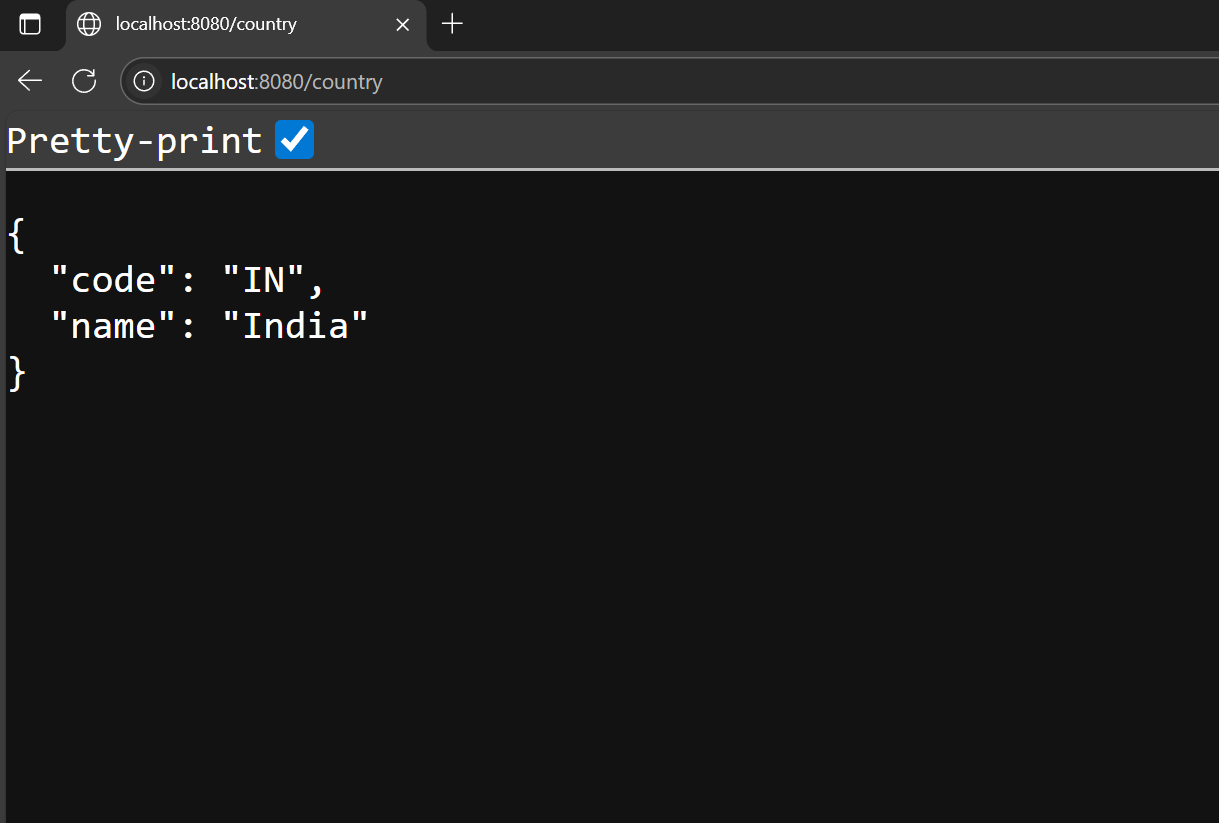 localhost:8080/country
localhost:8080/country
Pretty-print
{
  "code": "IN",
  "name": "India"
}